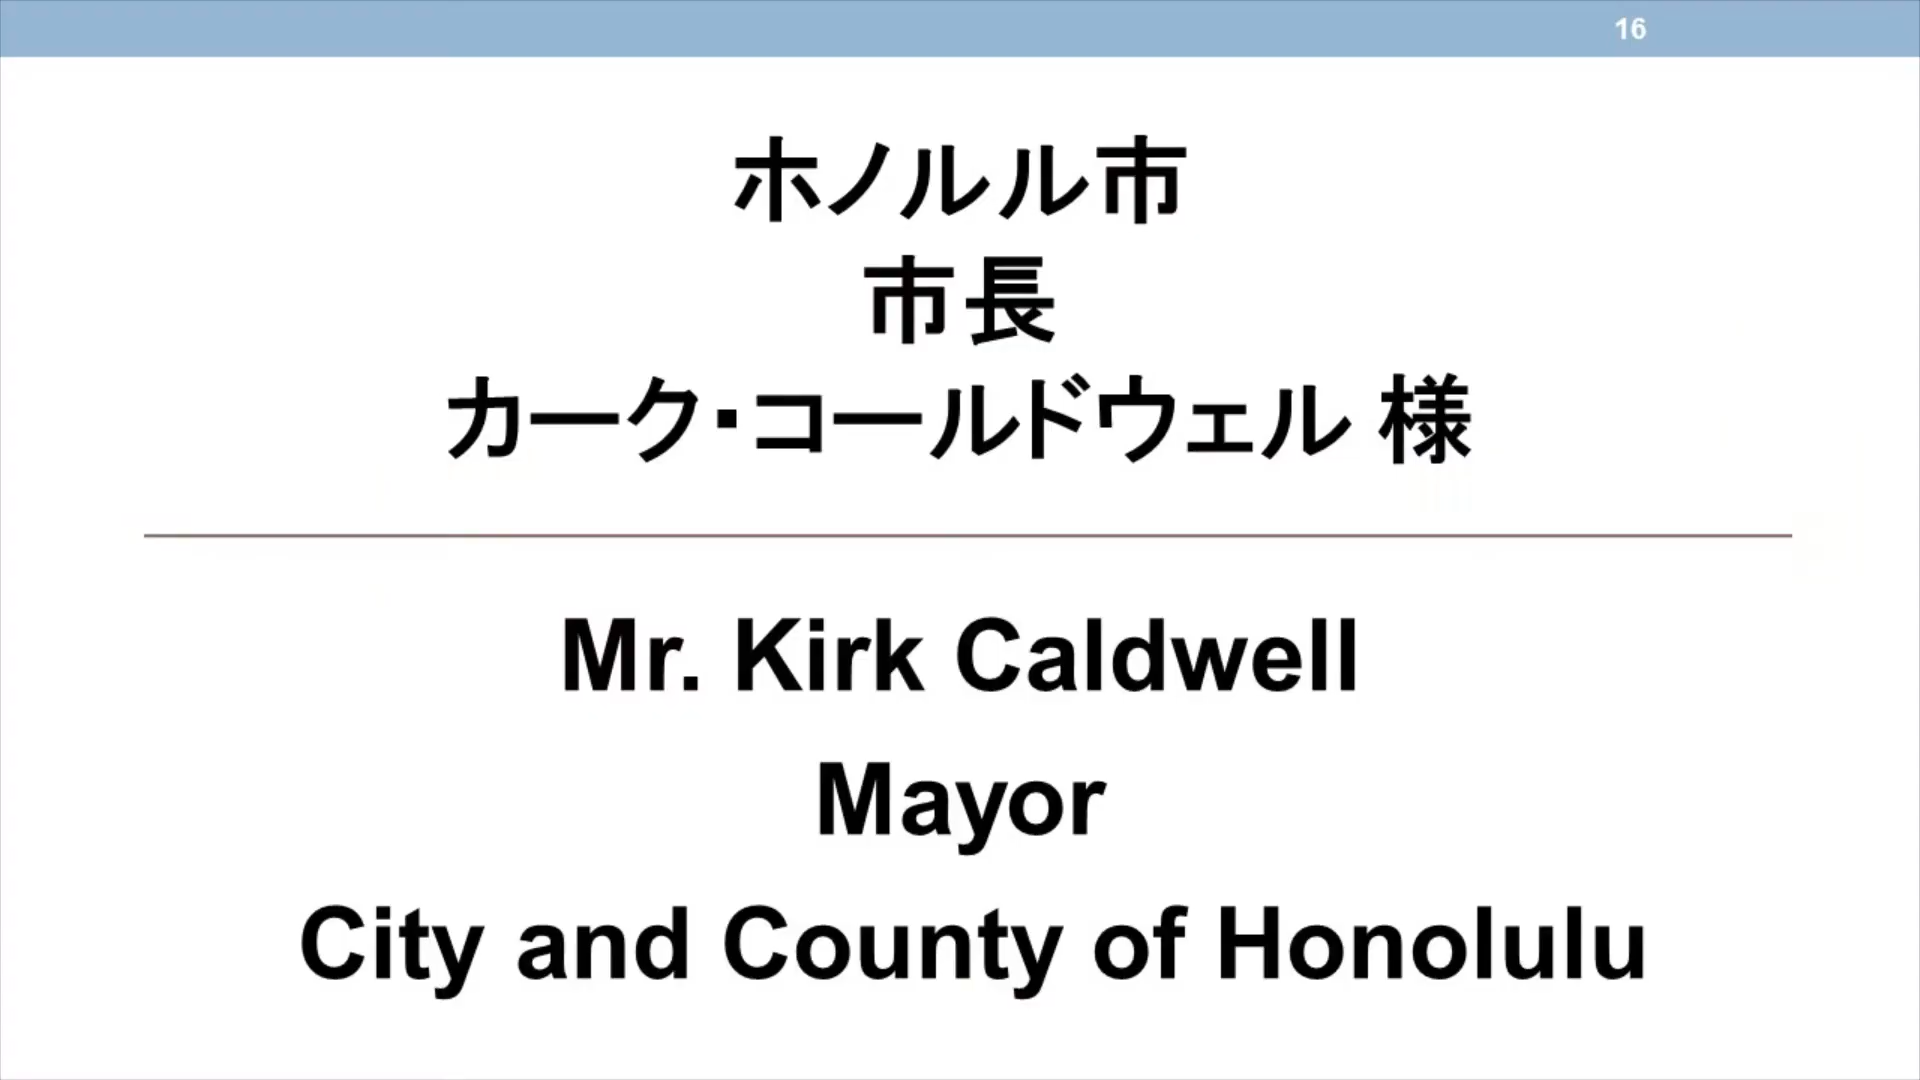 16
ホノルル市
市長
カーク・コールドウェル 様
Mr. Kirk Caldwell
Mayor
City and County of Honolulu